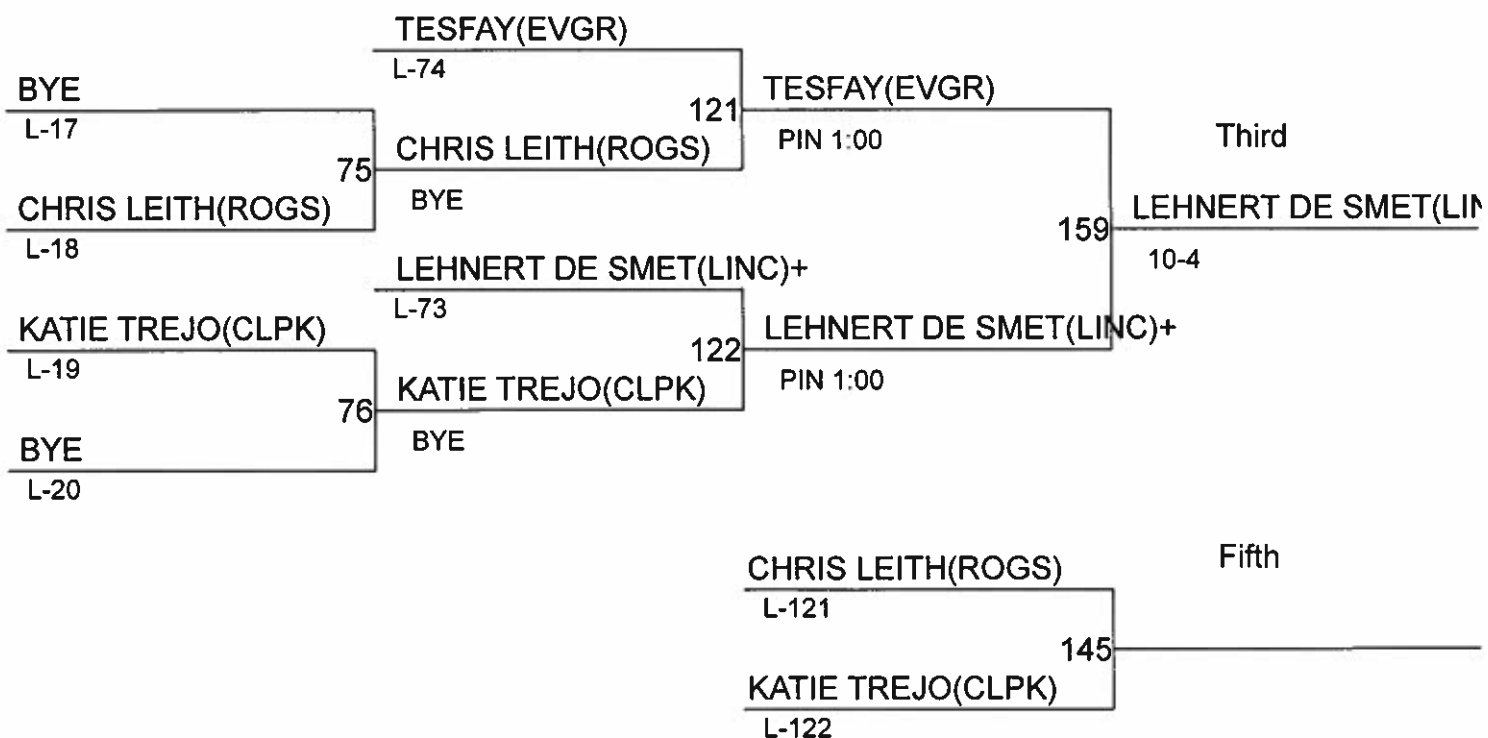 TESFAY(EVGR)
L-74
BYE
L-17
121
TESFAY(EVGR)
PIN 1:00
Third
75
CHRIS LEITH(ROGS)
BYE
CHRIS LEITH(ROGS)
L-18
159
LEHNERT DE SMET(LIN
10-4
LEHNERT DE SMET(LINC)+
L-73
KATIE TREJO(CLPK)
L-19
122
LEHNERT DE SMET(LINC)+
PIN 1:00
76
KATIE TREJO(CLPK)
BYE
BYE
L-20
Fifth
CHRIS LEITH(ROGS)
L-121
145
KATIE TREJO(CLPK)
L-122